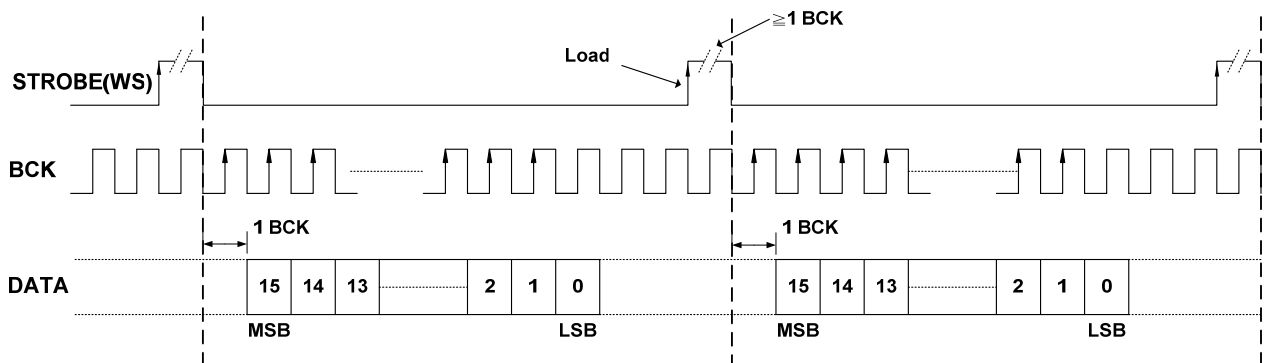 ≧1 BCK
Load
STROBE(WS)
BCK
1 BCK 1 BCK
DATA 15 14 13 2 1 0 15 14 13 2 1 0
MSB LSB MSB LSB